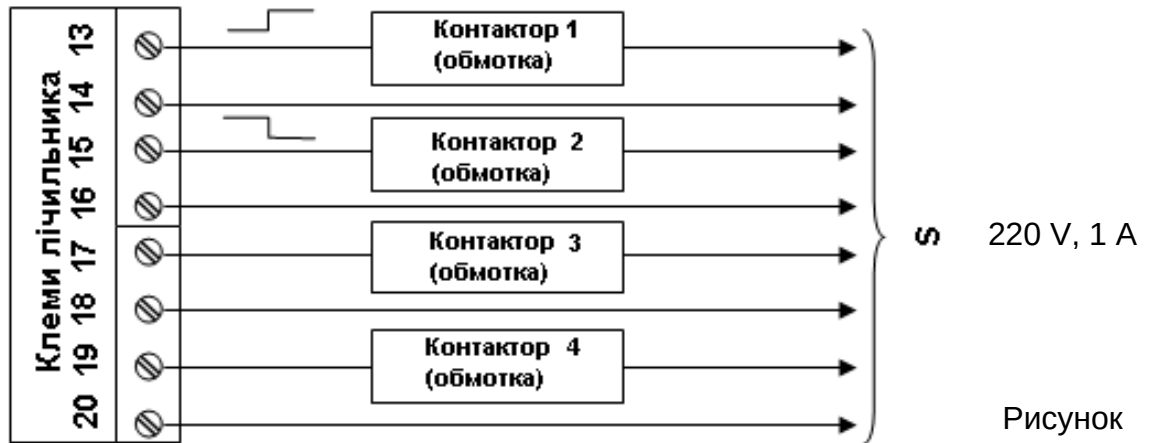 Клеми лічильника
13
14
15
16
17
18
19
20
Контактор 1
(обмотка)
Контактор 2
(обмотка)
Контактор 3
(обмотка)
Контактор 4
(обмотка)
S
220 V, 1 A
Рисунок